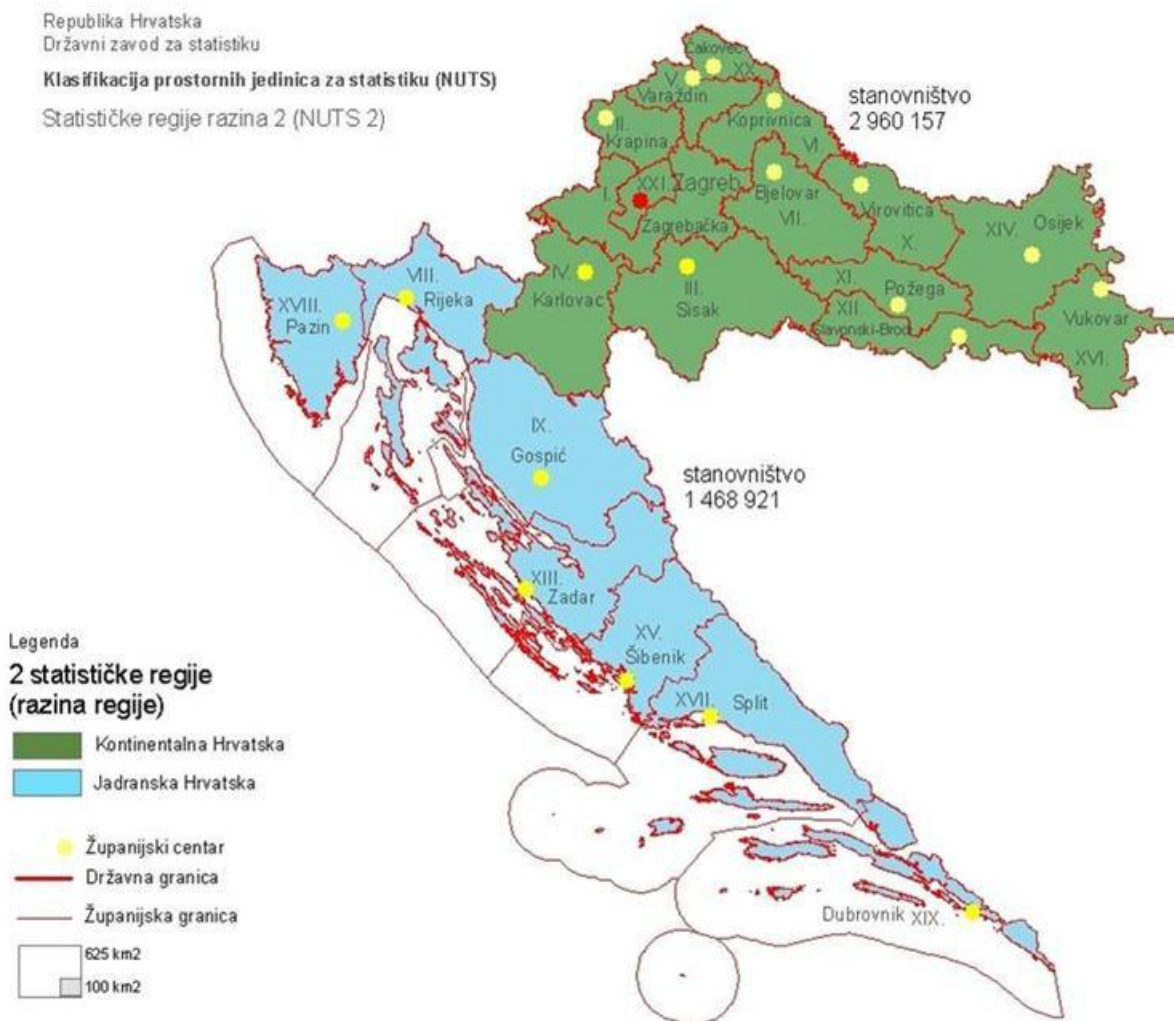 Republika Hrvatska
Državni zavod za statistiku
Klasifikacija prostornih jedinica za statistiku (NUTS)
Statističke regije razina 2 (NUTS 2)
Čakovec
XX.
V.
Varaždin
stanovništvo
2 960 157
II.
Krapina
Koprivnica
VI.
I.
XXI. Zagreb
Zagrebačka
Bjelovar
VII.
Virovitica
X.
XIV.
Osijek
IV.
Karlovac
III.
Sisak
XI.
Požega
XII.
Slavonski-Brod
Vukovar
XVI.
VIII.
Rijeka
XVIII.
Pazin
IX.
Gospić
stanovništvo
1 468 921
XIII.
Zadar
XV.
Šibenik
XVII.
Split
Dubrovnik XIX.
Legenda
2 statističke regije
(razina regije)
Kontinentalna Hrvatska
Jadranska Hrvatska
Županijski centar
Državna granica
Županijska granica
625 km2
100 km2